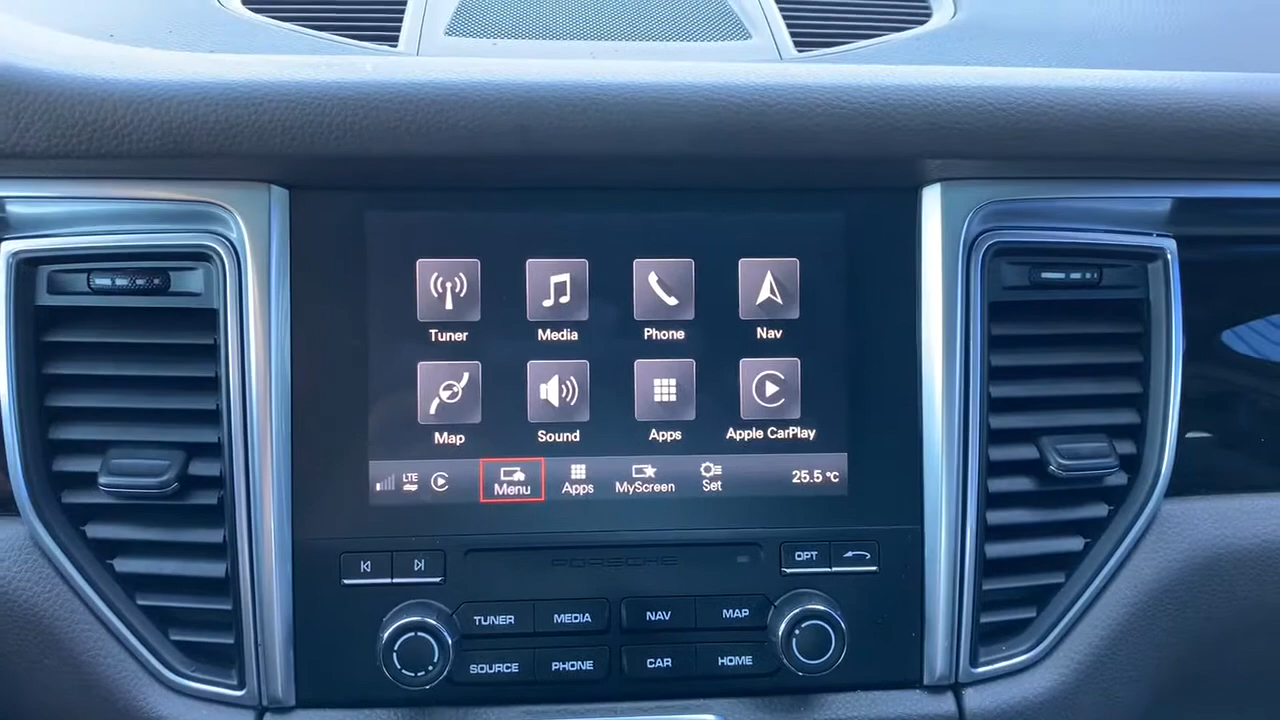 Tuner Media Phone Nav
Map Sound Apps Apple CarPlay
LTE Menu Apps MyScreen Set 25.5 °C
PORSCHE OPT
TUNER MEDIA NAV MAP
SOURCE PHONE CAR HOME